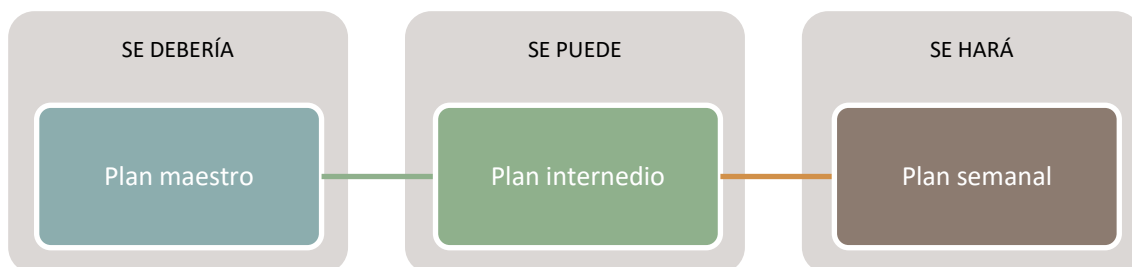 SE DEBERÍA
SE PUEDE
SE HARÁ
Plan maestro
Plan internedio
Plan semanal